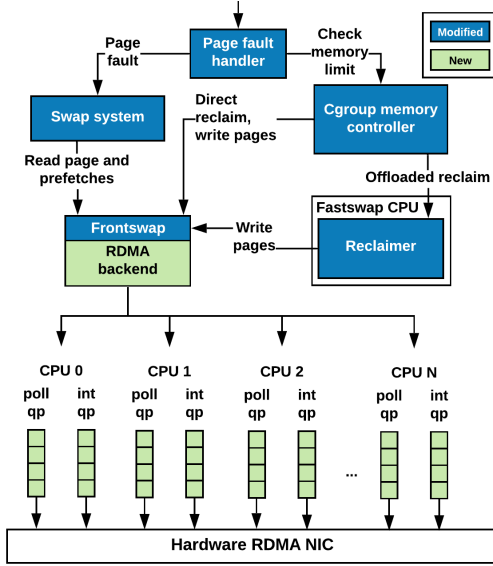 Page
fault
Page fault
handler
Check
memory
limit
Modified
New
Swap system
Direct
reclaim,
write pages
Cgroup memory
controller
Read page and
prefetches
Offloaded reclaim
Fastswap CPU
Frontswap
RDMA
backend
Write
pages
Reclaimer
CPU 0
CPU 1
CPU 2
CPU N
poll
qp
int
qp
poll
qp
int
qp
poll
qp
int
qp
poll
qp
int
qp
...
Hardware RDMA NIC